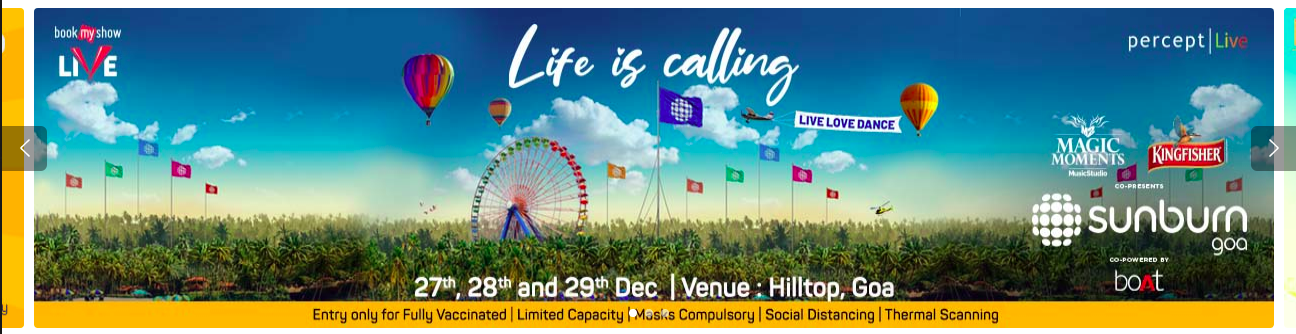 book my show
LIVE
Life is calling
percept Live
LIVE LOVE DANCE
MAGIC
MOMENTS
MusicStudio
KINGFISHER
CO-PRESENTS
sunburn
goa
CO-POWERED BY
boAt
27th, 28th and 29th Dec | Venue : Hilltop, Goa
Entry only for Fully Vaccinated | Limited Capacity | Masks Compulsory | Social Distancing | Thermal Scanning
y